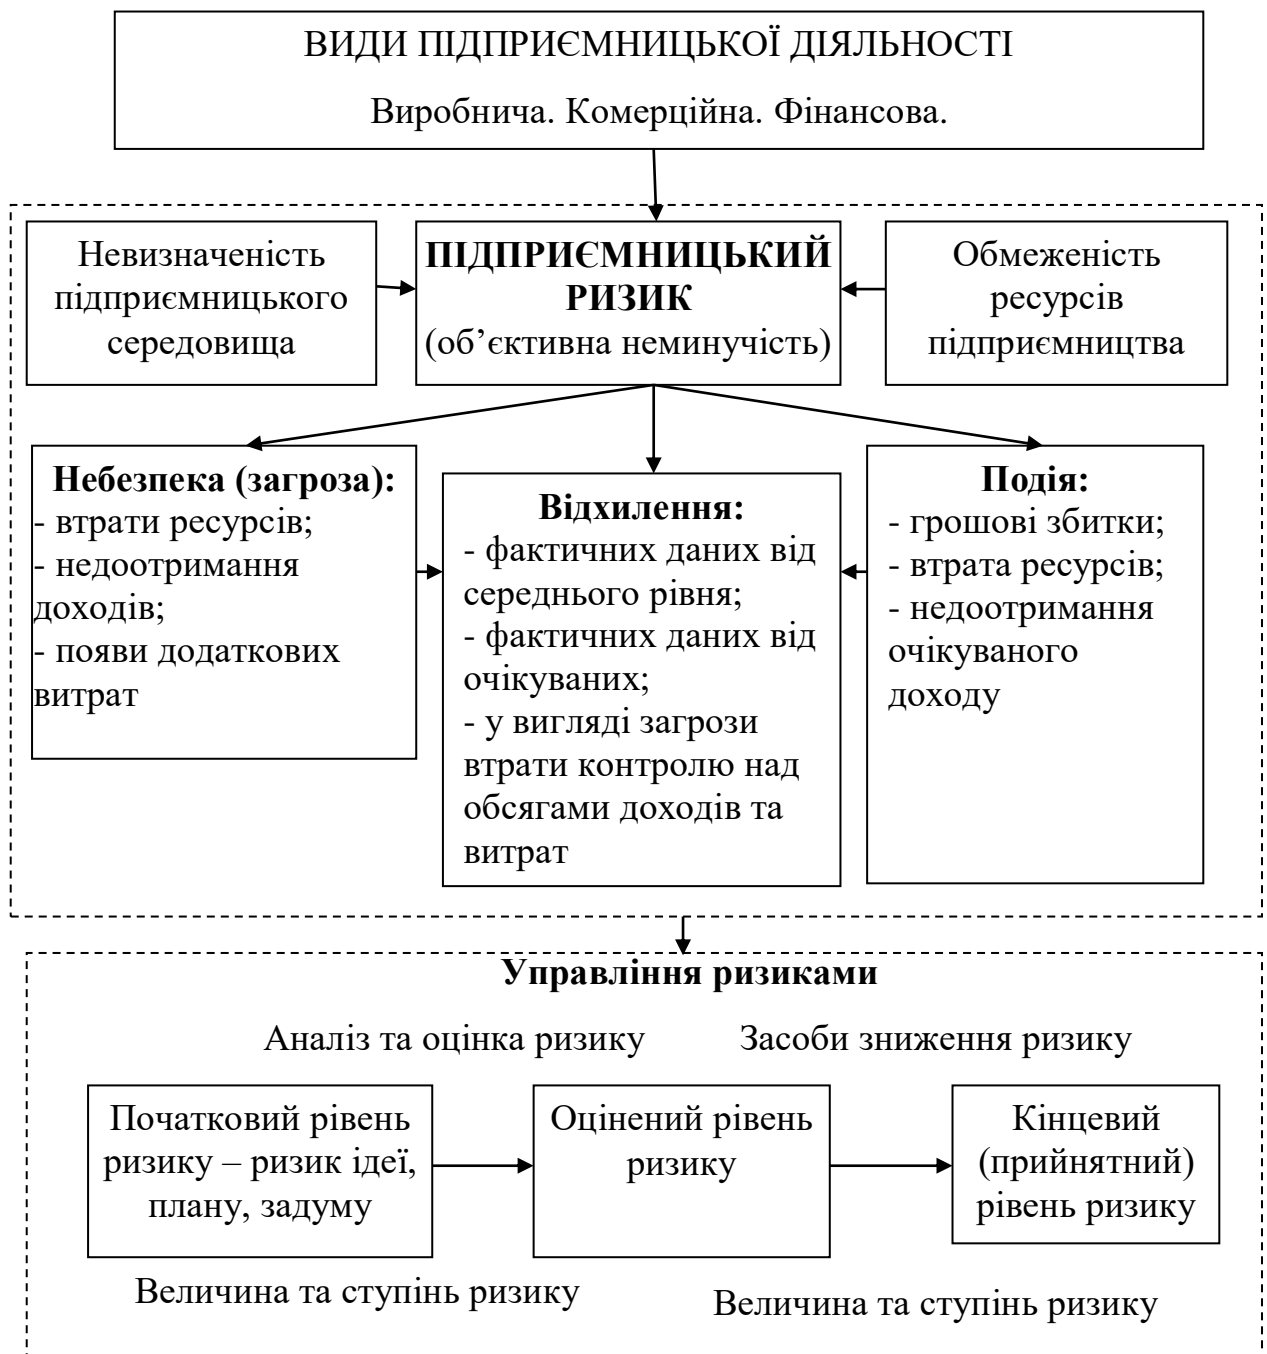 ВИДИ ПІДПРИЄМНИЦЬКОЇ ДІЯЛЬНОСТІ
Виробнича. Комерційна. Фінансова.
Невизначеність
підприємницького
середовища
ПІДПРИЄМНИЦЬКИЙ
РИЗИК
(об’єктивна неминучість)
Обмеженість
ресурсів
підприємництва
Небезпека (загроза):
- втрати ресурсів;
- недоотримання
доходів;
- появи додаткових
витрат
Відхилення:
- фактичних даних від
середнього рівня;
- фактичних даних від
очікуваних;
- у вигляді загрози
втрати контролю над
обсягами доходів та
витрат
Подія:
- грошові збитки;
- втрата ресурсів;
- недоотримання
очікуваного
доходу
Управління ризиками
Аналіз та оцінка ризику
Засоби зниження ризику
Початковий рівень
ризику – ризик ідеї,
плану, задуму
Оцінений рівень
ризику
Кінцевий
(прийнятний)
рівень ризику
Величина та ступінь ризику
Величина та ступінь ризику